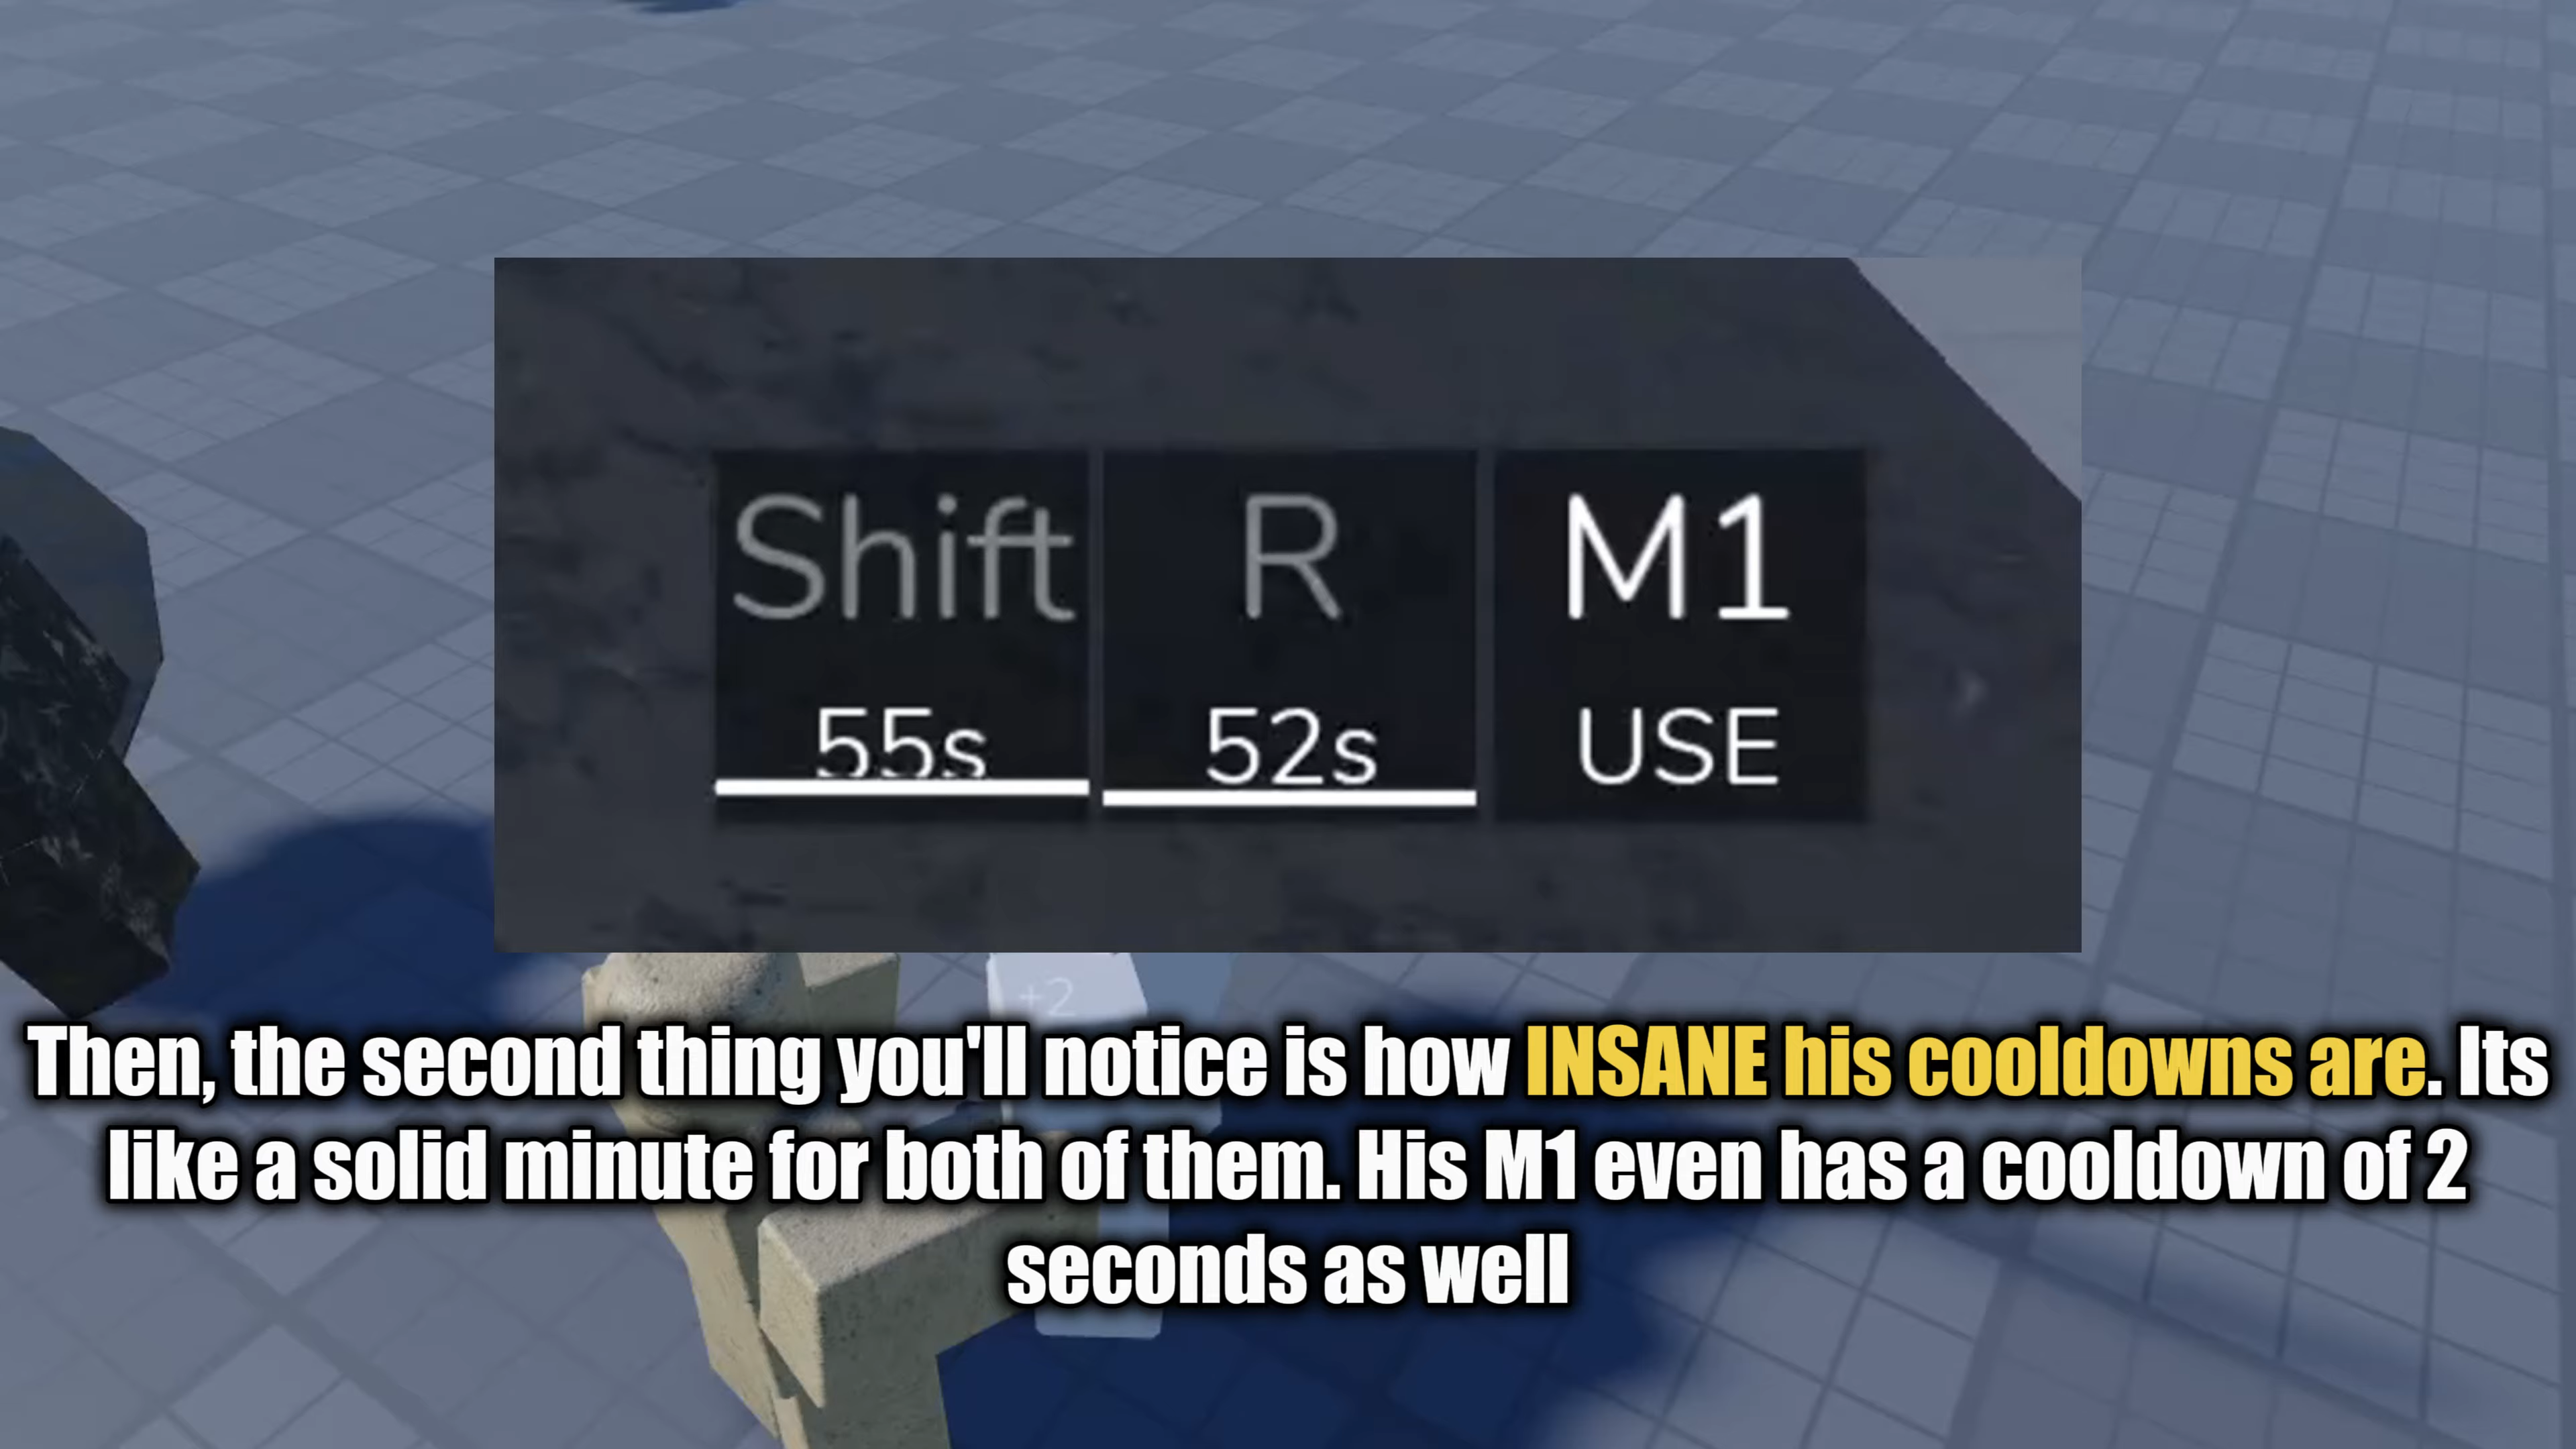 Shift R M1
55s 52s USE
+2
Then, the second thing you'll notice is how INSANE his cooldowns are. Its
like a solid minute for both of them. His M1 even has a cooldown of 2
seconds as well